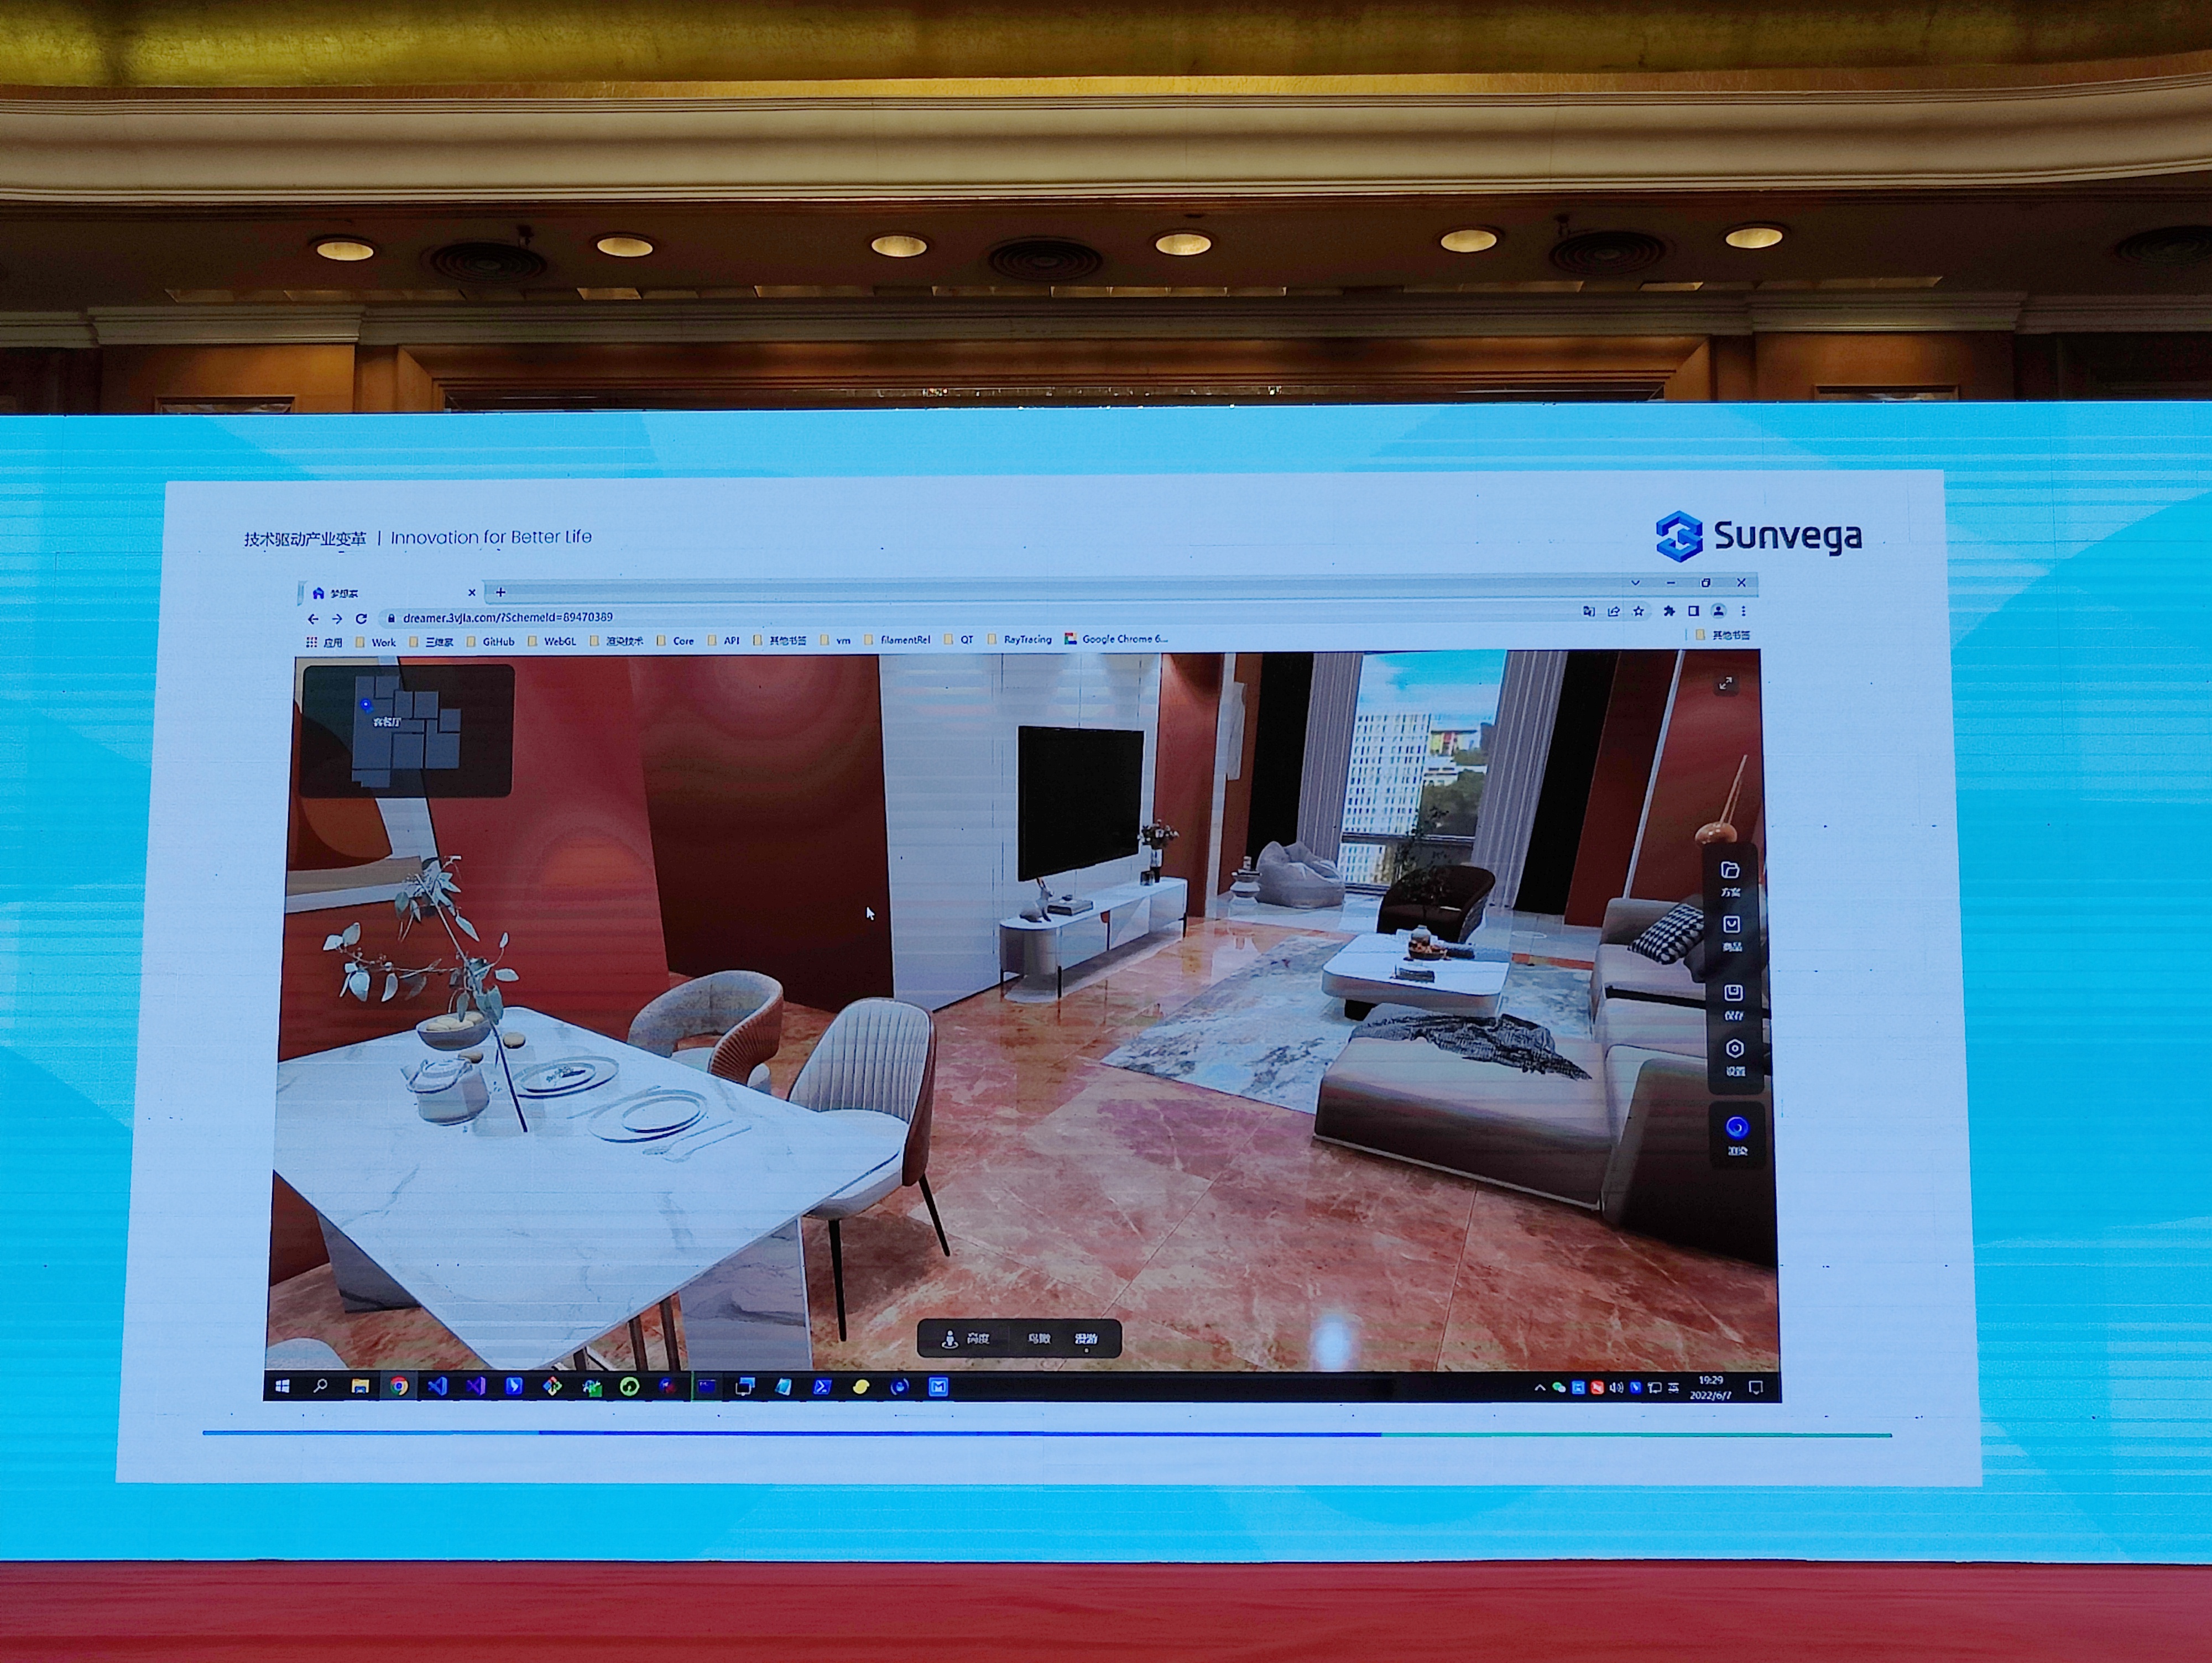 技术驱动产业变革 | Innovation for Better Life
Sunvega
梦想家
dreamer.3vjia.com/?SchemeId=89470389
应用 Work 三维家 GitHub WebGL 渲染技术 Core API 其他书签 vm filamentRel QT RayTracing Google Chrome 6...
其他书签
客餐厅
方案
商品
保存
设置
渲染
高度 鸟瞰 漫游
19:29
2022/6/7